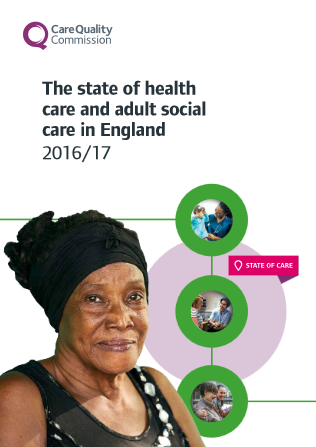 CareQuality
Commission
The state of health
care and adult social
care in England
2016/17
STATE OF CARE